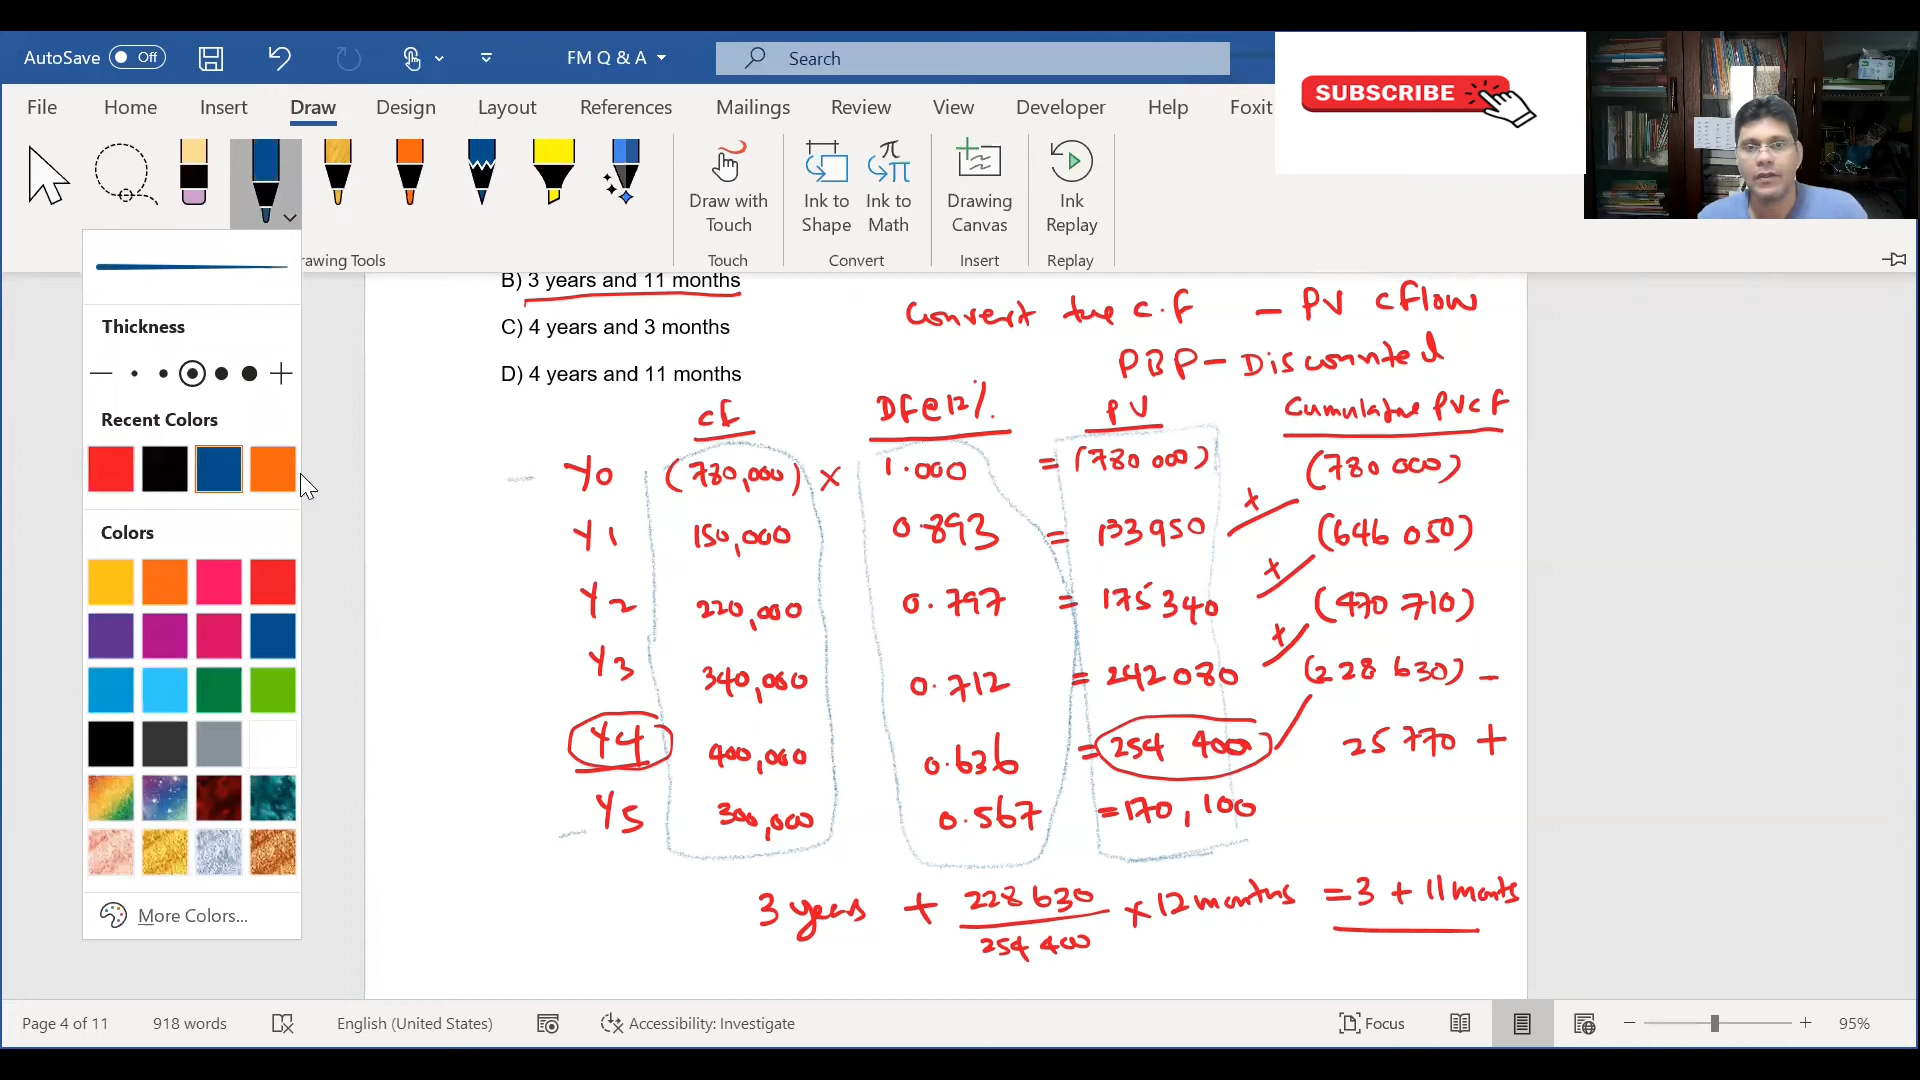 AutoSave Off FM Q & A Search
SUBSCRIBE
File Home Insert Draw Design Layout References Mailings Review View Developer Help Foxit
Draw with Touch Ink to Shape Ink to Math Drawing Canvas Ink Replay
rawing Tools Touch Convert Insert Replay
Thickness
Recent Colors
Colors
More Colors...
B) 3 years and 11 months
C) 4 years and 3 months
D) 4 years and 11 months
Convert the C.F – PV cflow
PBP – Discounted
CF DF@12% PV Cumulative PVCF
Y0 (780,000) × 1.000 = (780 000) (780 000)
Y1 150,000 0.893 = 133950 + (646 050)
Y2 220,000 0.797 = 175 340 + (470 710)
Y3 340,000 0.712 = 242 080 + (228 630) –
Y4 400,000 0.636 = 254 400 25 770 +
Y5 300,000 0.567 = 170,100
3 years + 228 630 × 12 months = 3 + 11 months
254 400
Page 4 of 11 918 words English (United States) Accessibility: Investigate Focus 95%